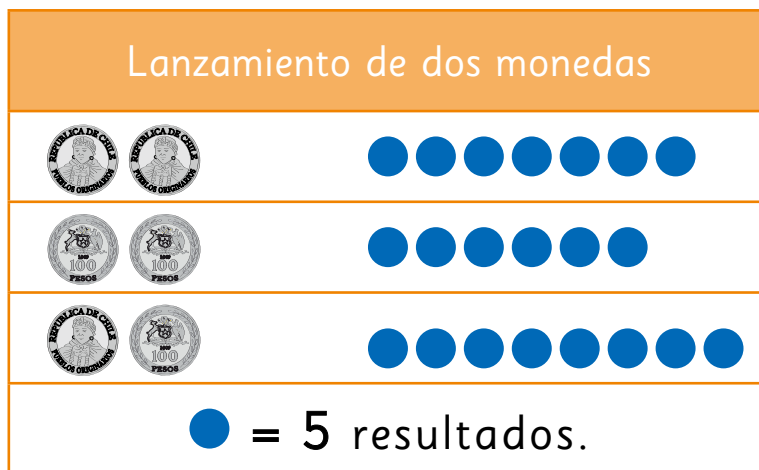 Lanzamiento de dos monedas
REPUBLICA DE CHILE
PUEBLOS ORIGINARIOS
REPUBLICA DE CHILE
PUEBLOS ORIGINARIOS
100
PESOS
100
PESOS
REPUBLICA DE CHILE
PUEBLOS ORIGINARIOS
100
PESOS
= 5 resultados.